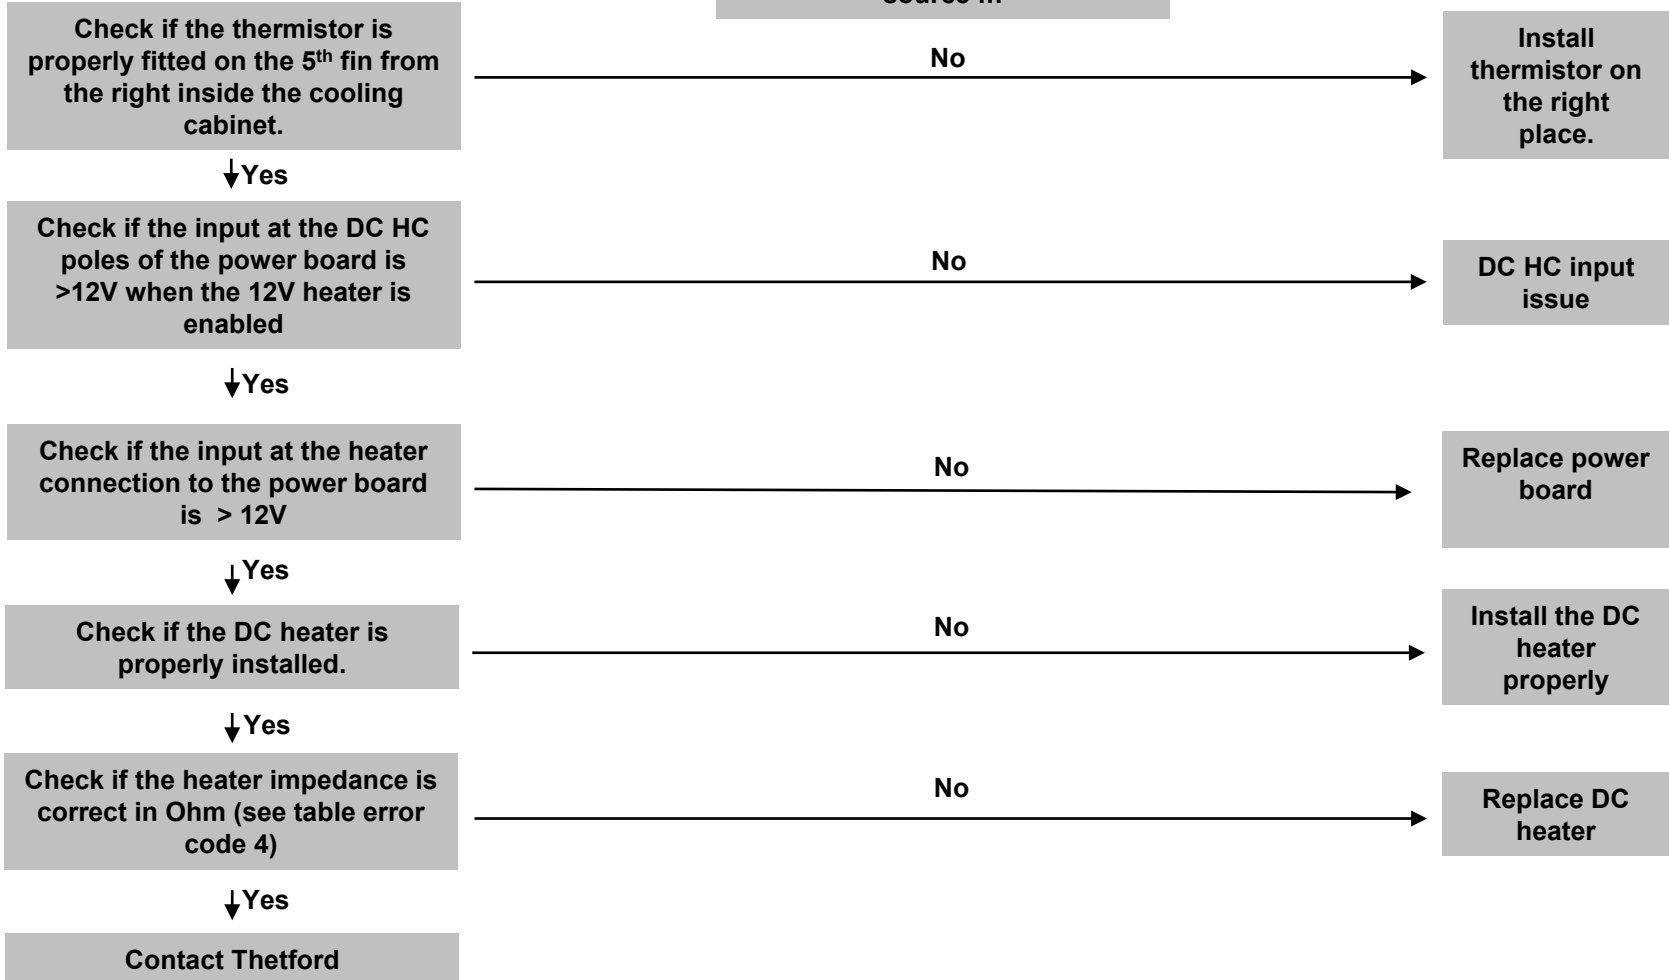 Check if the thermistor is
properly fitted on the 5th fin from
the right inside the cooling
cabinet.
No
Install
thermistor on
the right
place.
Yes
Check if the input at the DC HC
poles of the power board is
>12V when the 12V heater is
enabled
No
DC HC input
issue
Yes
Check if the input at the heater
connection to the power board
is > 12V
No
Replace power
board
Yes
Check if the DC heater is
properly installed.
No
Install the DC
heater
properly
Yes
Check if the heater impedance is
correct in Ohm (see table error
code 4)
No
Replace DC
heater
Yes
Contact Thetford